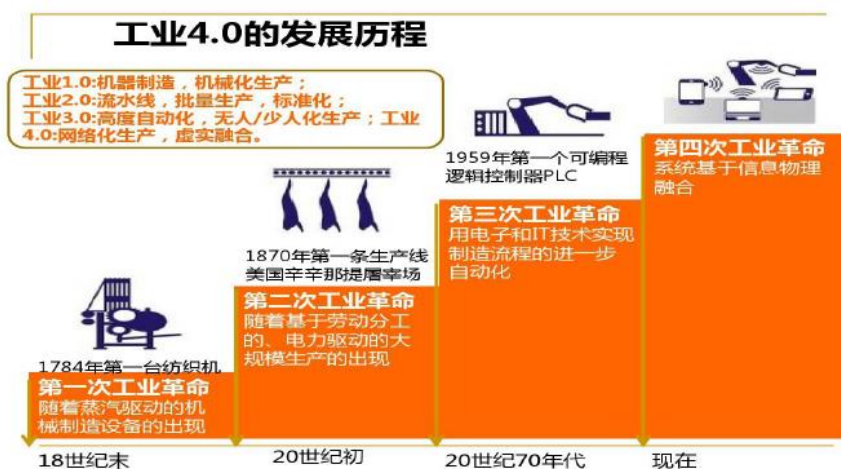 工业4.0的发展历程
工业1.0:机器制造，机械化生产；
工业2.0:流水线，批量生产，标准化；
工业3.0:高度自动化，无人/少人化生产；工业
4.0:网络化生产，虚实融合。
1784年第一台纺织机
第一次工业革命
随着蒸汽驱动的机
械制造设备的出现
18世纪末
1870年第一条生产线
美国辛辛那提屠宰场
第二次工业革命
随着基于劳动分工
的、电力驱动的大
规模生产的出现
20世纪初
1959年第一个可编程
逻辑控制器PLC
第三次工业革命
用电子和IT技术实现
制造流程的进一步
自动化
20世纪70年代
第四次工业革命
系统基于信息物理
融合
现在